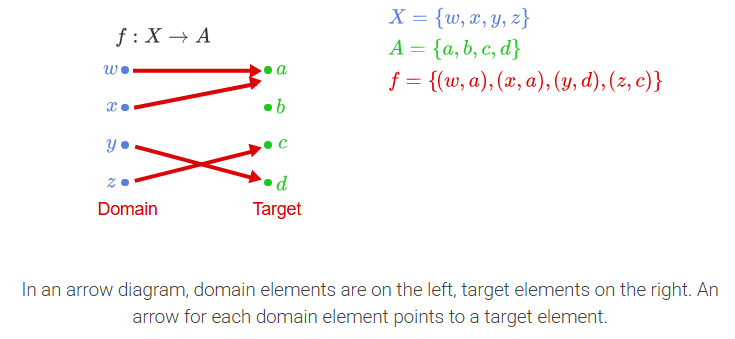 f : X → A
w a
x b
y c
z d
Domain Target
X = {w, x, y, z}
A = {a, b, c, d}
f = {(w, a), (x, a), (y, d), (z, c)}
In an arrow diagram, domain elements are on the left, target elements on the right. An
arrow for each domain element points to a target element.